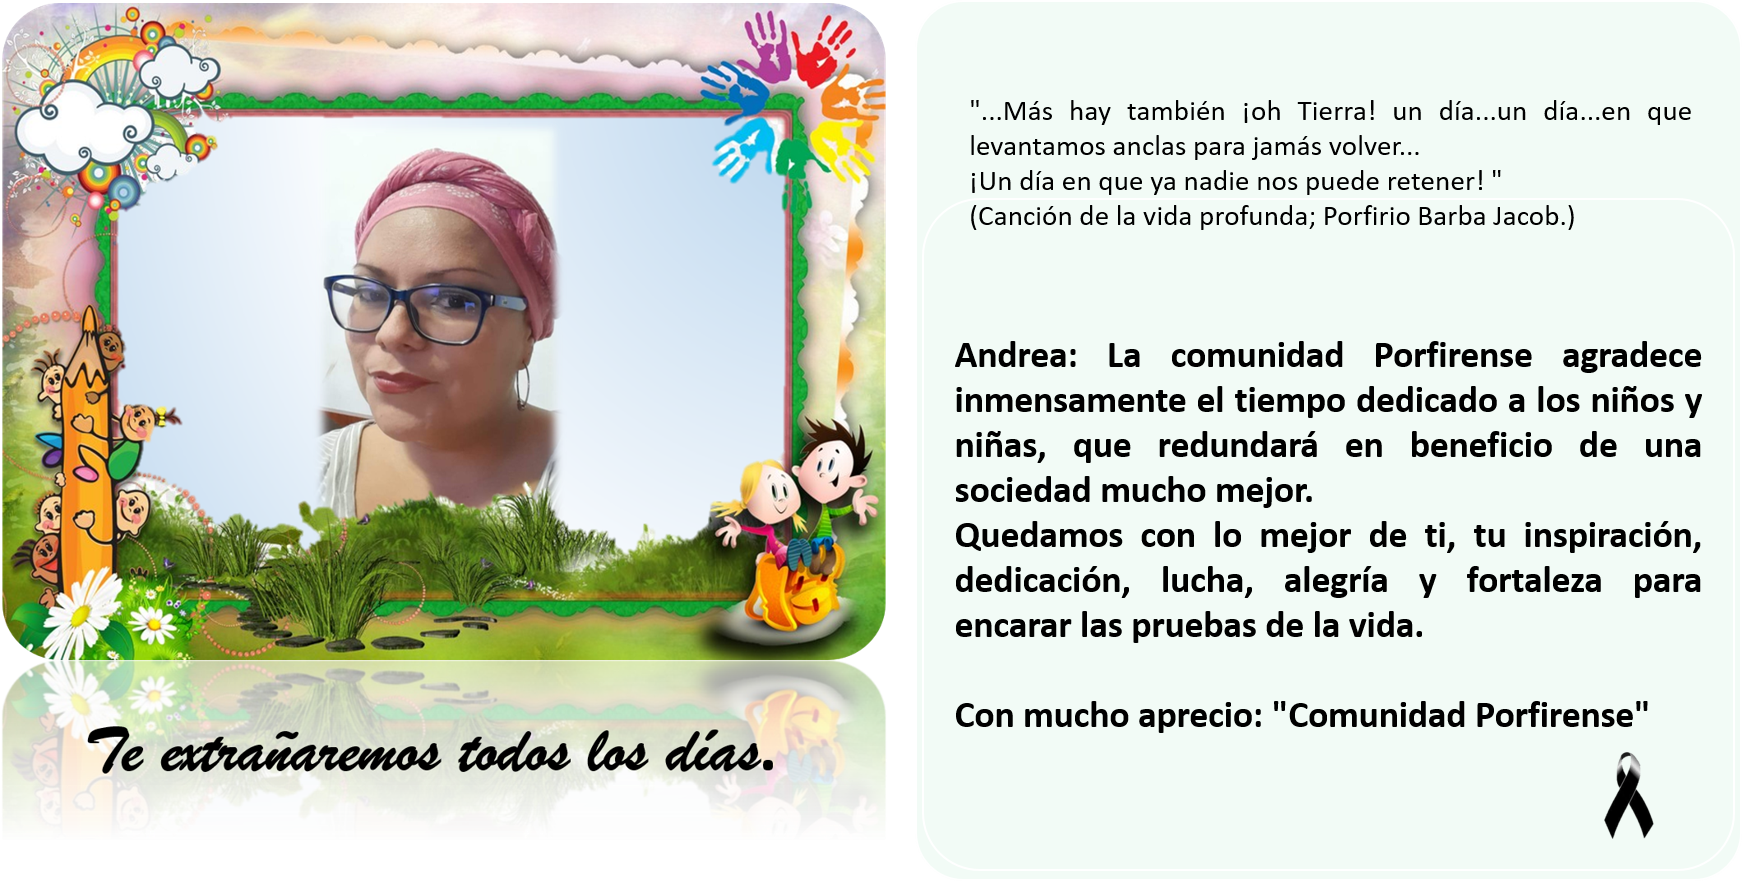 "...Más hay también ¡oh Tierra! un día...un día...en que
levantamos anclas para jamás volver...
¡Un día en que ya nadie nos puede retener! "
(Canción de la vida profunda; Porfirio Barba Jacob.)
Andrea: La comunidad Porfirense agradece
inmensamente el tiempo dedicado a los niños y
niñas, que redundará en beneficio de una
sociedad mucho mejor.
Quedamos con lo mejor de ti, tu inspiración,
dedicación, lucha, alegría y fortaleza para
encarar las pruebas de la vida.
Con mucho aprecio: "Comunidad Porfirense"
Te extrañaremos todos los días.